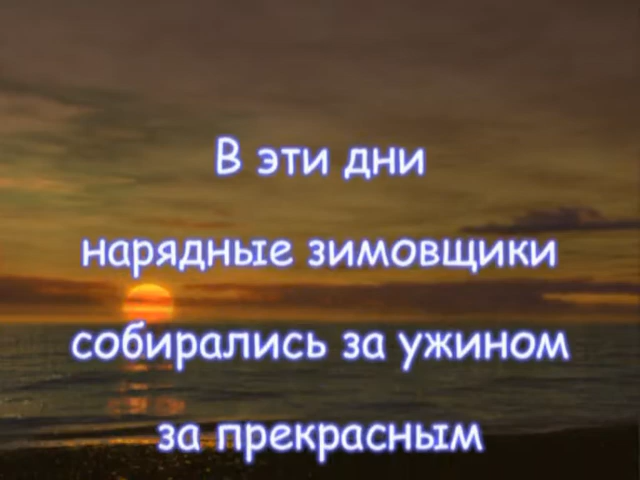 В эти дни
нарядные зимовщики
собирались за ужином
за прекрасным